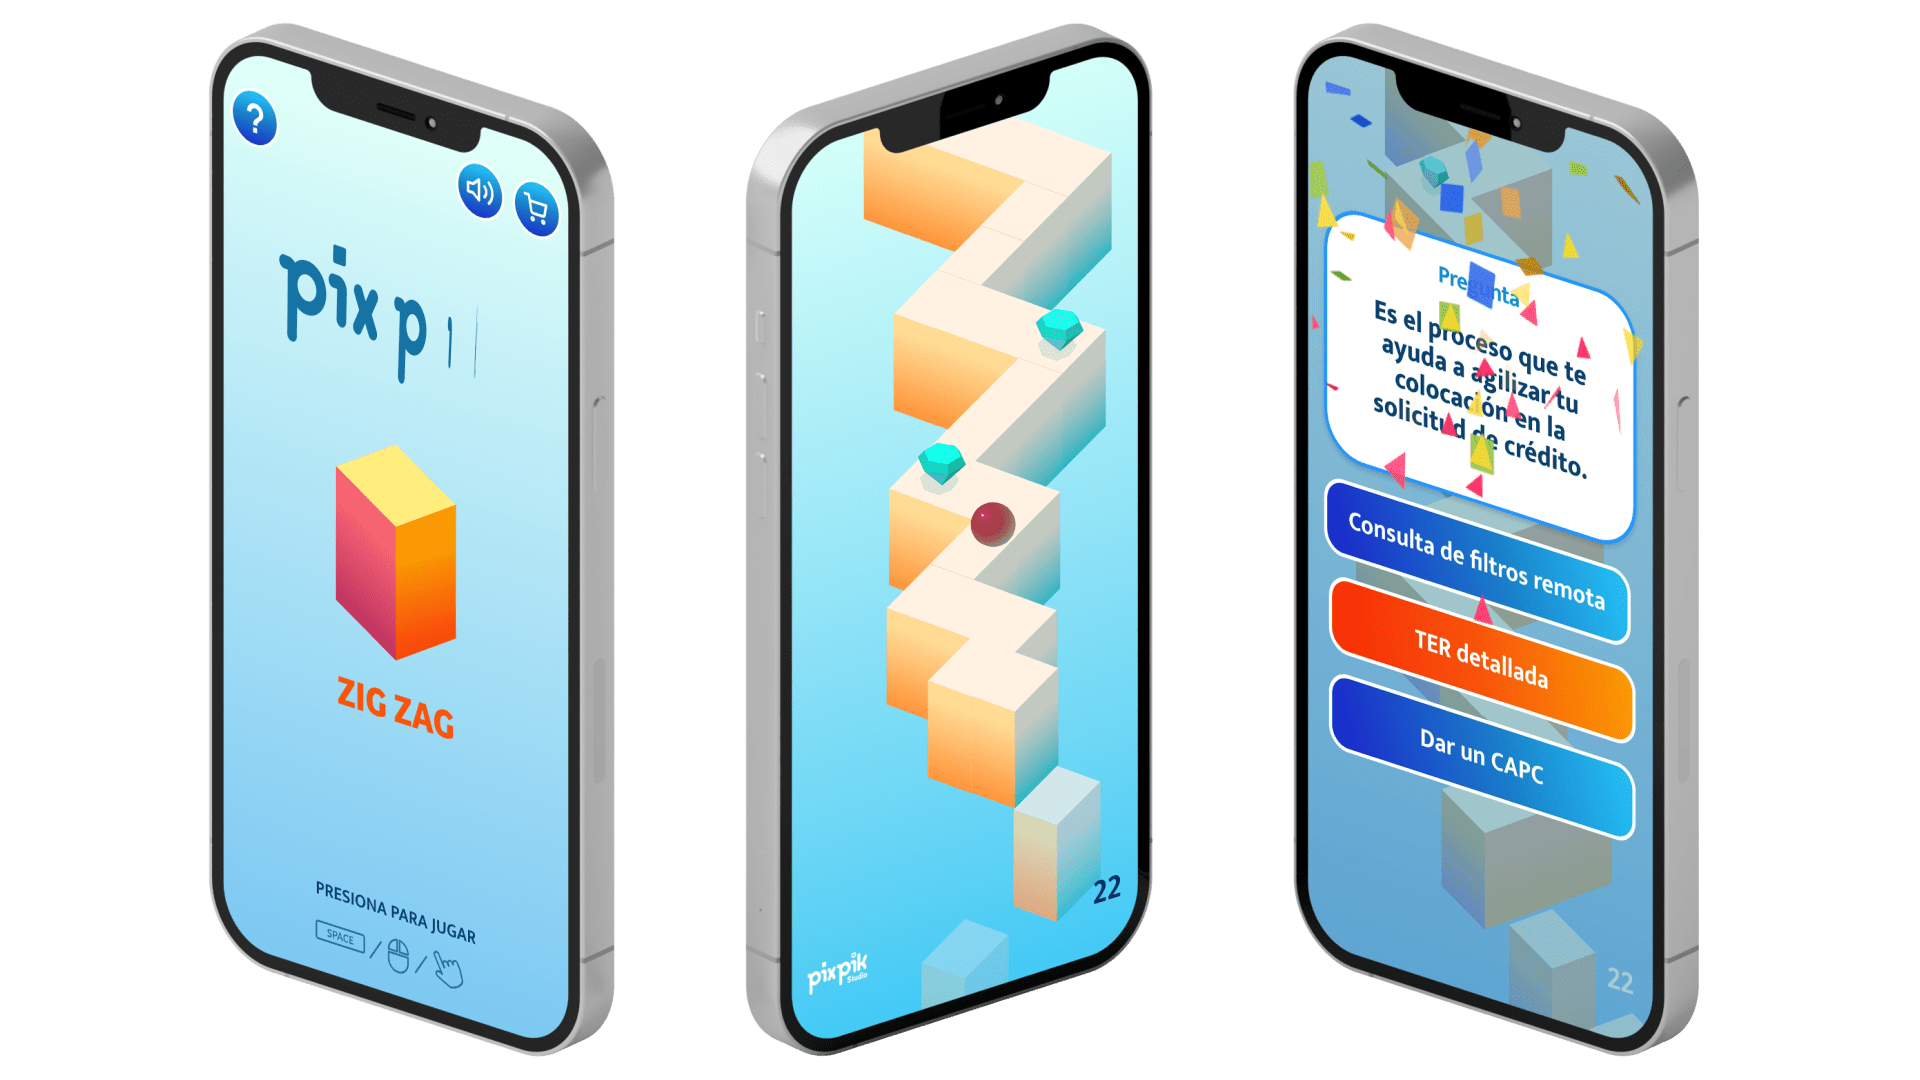 ?
pix p
ZIG ZAG
PRESIONA PARA JUGAR
SPACE
22
pixpik
Studio
Pregunta
Es el proceso que te
ayuda a agilizar tu
colocación en la
solicitud de crédito.
Consulta de filtros remota
TER detallada
Dar un CAPC
22